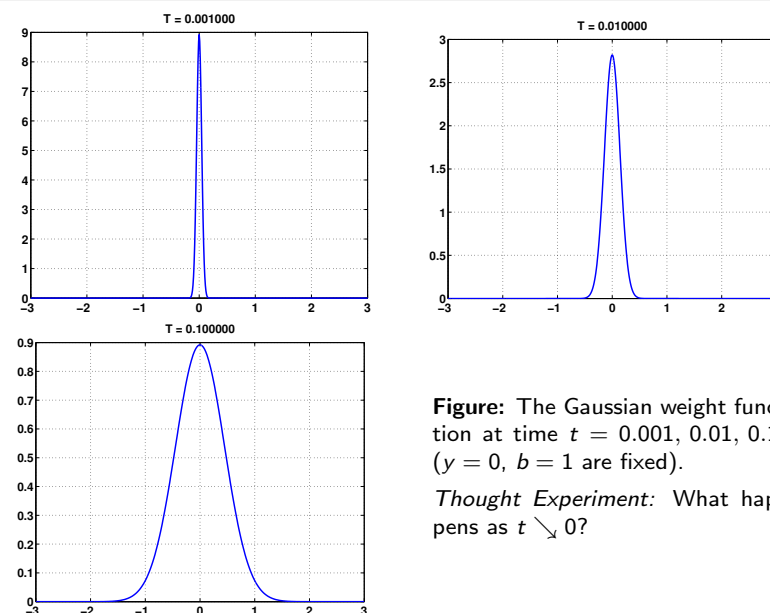 T = 0.001000
9
8
7
6
5
4
3
2
1
0
−3 −2 −1 0 1 2 3
T = 0.010000
3
2.5
2
1.5
1
0.5
0
−3 −2 −1 0 1 2
T = 0.100000
0.9
0.8
0.7
0.6
0.5
0.4
0.3
0.2
0.1
0
−3 −2 −1 0 1 2 3
Figure: The Gaussian weight func
tion at time t = 0.001, 0.01, 0.
(y = 0, b = 1 are fixed).
Thought Experiment: What hap
pens as t ↘ 0?